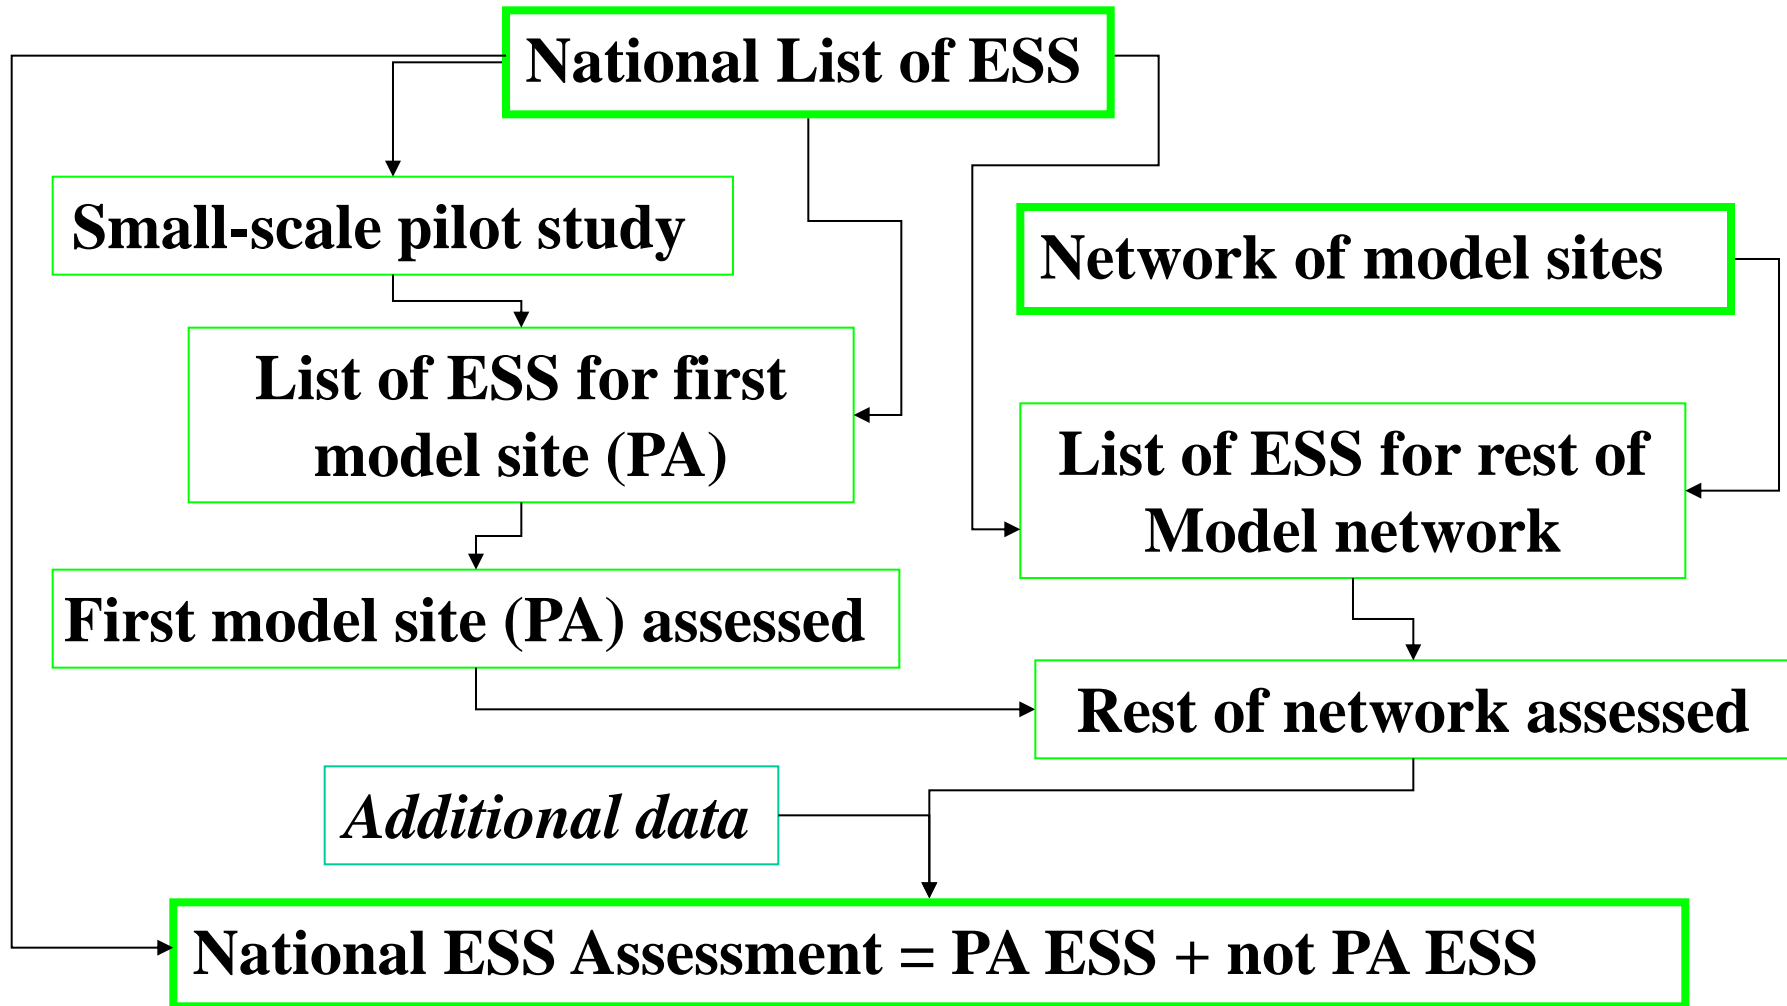 National List of ESS
Small-scale pilot study
Network of model sites
List of ESS for first
model site (PA)
List of ESS for rest of
Model network
First model site (PA) assessed
Rest of network assessed
Additional data
National ESS Assessment = PA ESS + not PA ESS